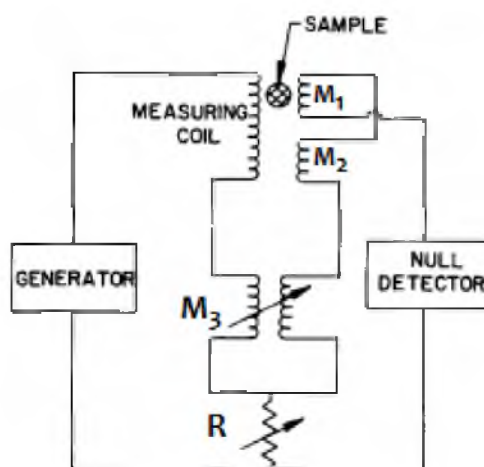 SAMPLE
MEASURING
COIL
M1
M2
GENERATOR
NULL
DETECTOR
M3
R